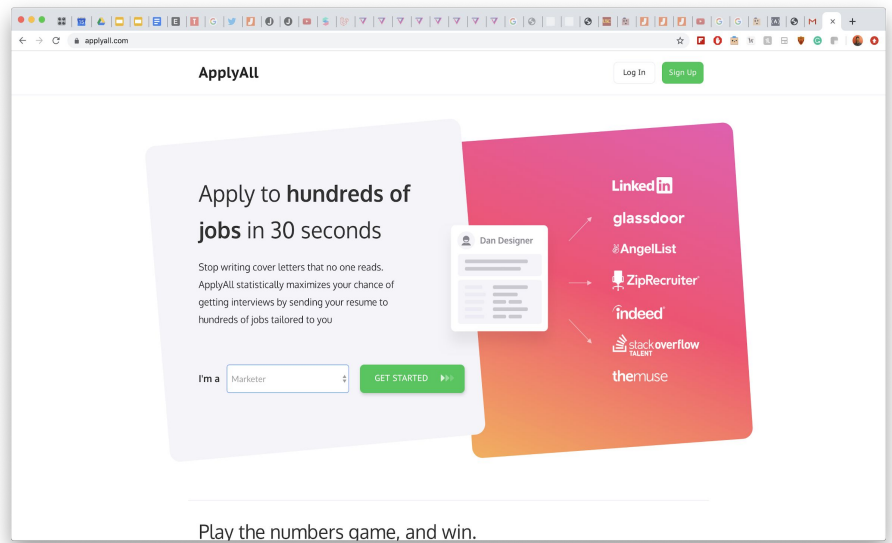 applyall.com
ApplyAll
Log In
Sign Up
Apply to hundreds of
jobs in 30 seconds
Stop writing cover letters that no one reads.
ApplyAll statistically maximizes your chance of
getting interviews by sending your resume to
hundreds of jobs tailored to you
I'm a
Marketer
GET STARTED
Dan Designer
Linked in
glassdoor
AngelList
ZipRecruiter
indeed
stackoverflow
TALENT
themuse
Play the numbers game, and win.